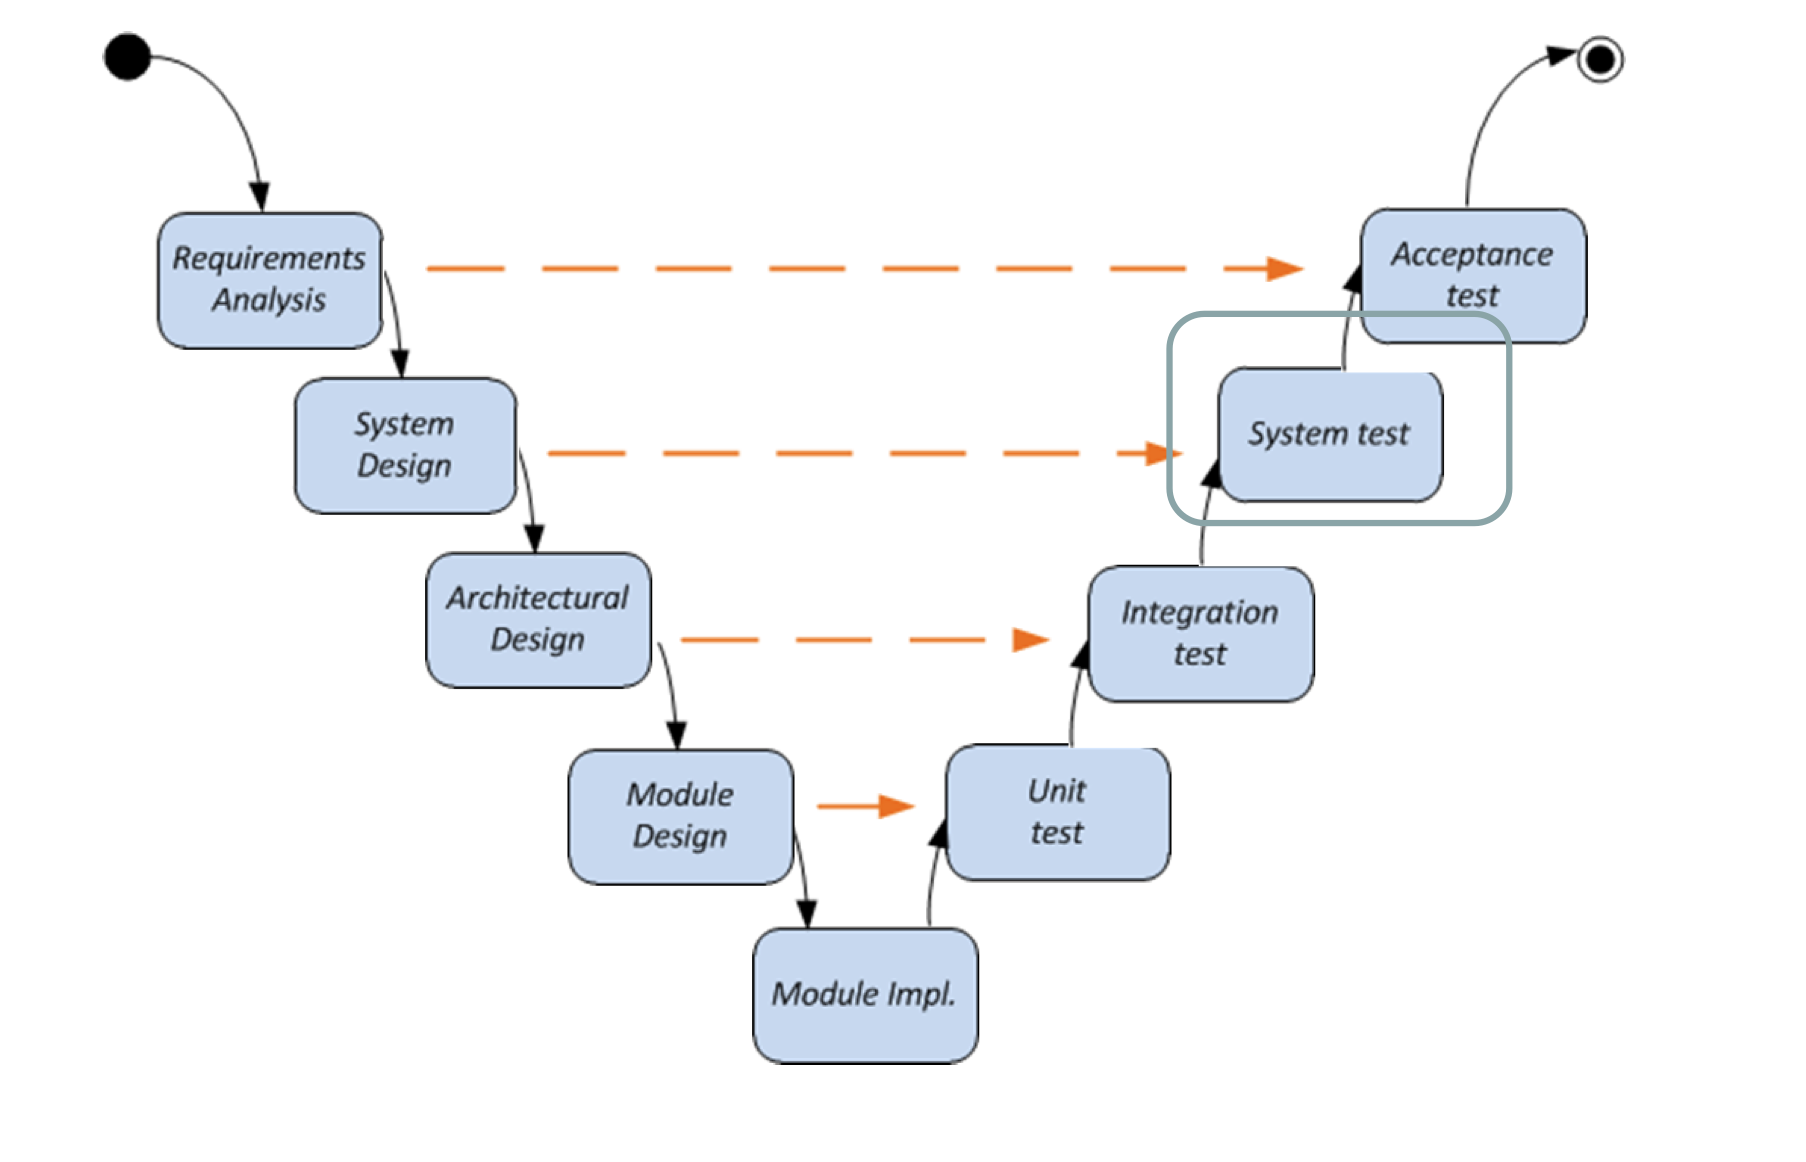 Requirements
Analysis
Acceptance
test
System
Design
System test
Architectural
Design
Integration
test
Module
Design
Unit
test
Module Impl.